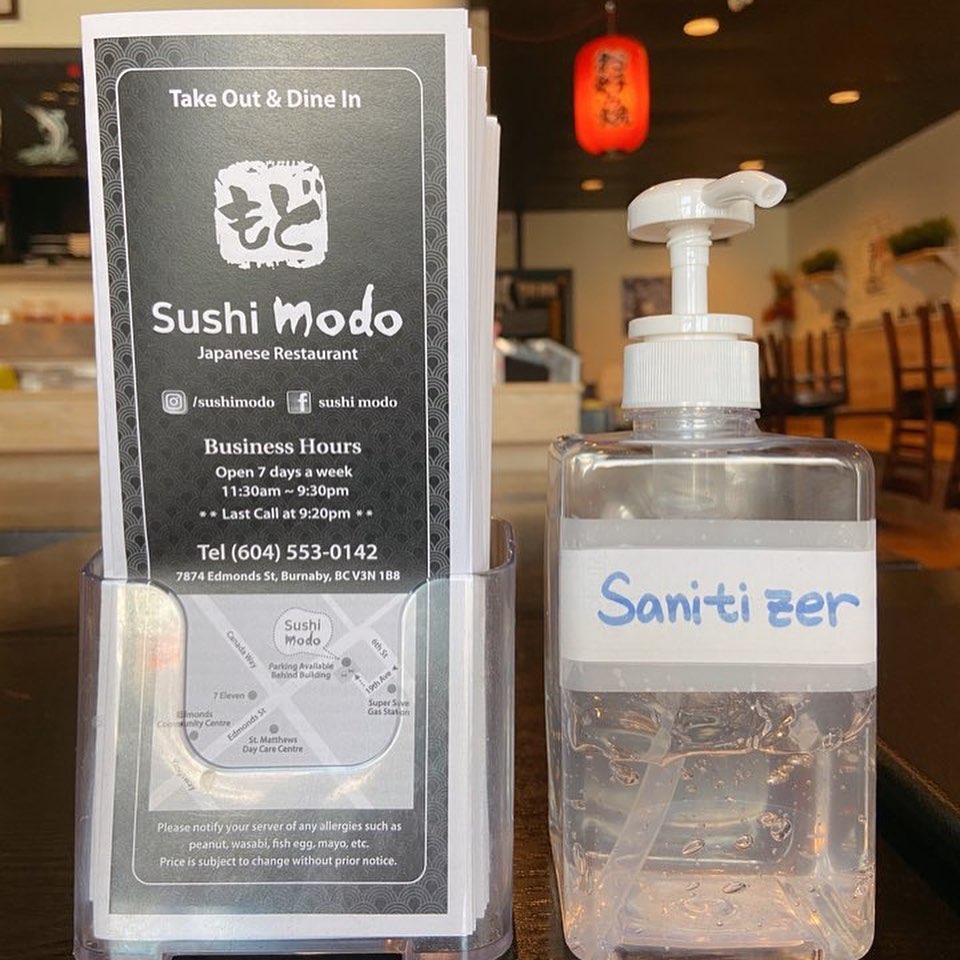 Take Out & Dine In
もど
Sushi modo
Japanese Restaurant
/sushimodo f sushi modo
Business Hours
Open 7 days a week
11:30am ~ 9:30pm
** Last Call at 9:20pm **
Tel (604) 553-0142
7874 Edmonds St, Burnaby, BC V3N 1B8
Sushi
modo
Canada Way
6th St
Parking Available
Behind Building
19th Ave
7 Eleven
Super Save
Gas Station
Edmonds
Community Centre
Edmonds St
St. Matthews
Day Care Centre
Kingsway
Please notify your server of any allergies such as
peanut, wasabi, fish egg, mayo, etc.
Price is subject to change without prior notice.
Sanitizer